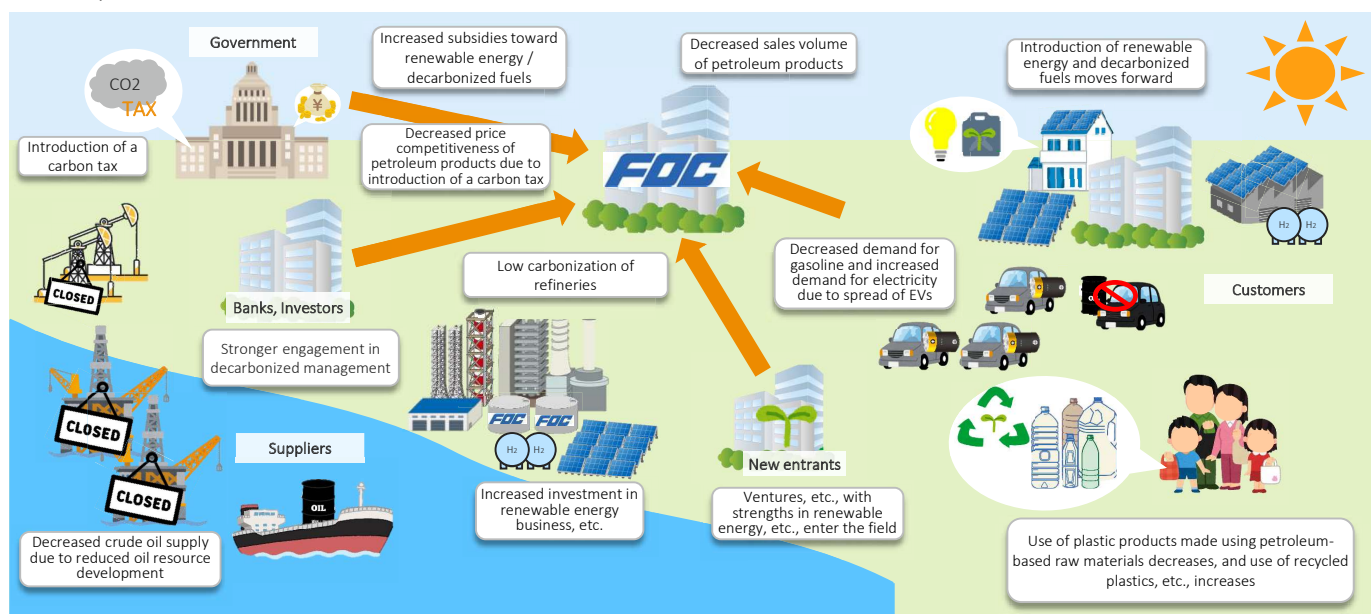 Government
CO2
TAX
¥
Introduction of a
carbon tax
Increased subsidies toward
renewable energy /
decarbonized fuels
Decreased price
competitiveness of
petroleum products due to
introduction of a carbon tax
Decreased sales volume
of petroleum products
FOC
Introduction of renewable
energy and decarbonized
fuels moves forward
H2
H2
CLOSED
Banks, Investors
Stronger engagement in
decarbonized management
Low carbonization of
refineries
FOC
FOC
H2
H2
Increased investment in
renewable energy
business, etc.
Decreased demand for
gasoline and increased
demand for electricity
due to spread of EVs
Customers
CLOSED
CLOSED
Suppliers
OIL
Decreased crude oil supply
due to reduced oil resource
development
New entrants
Ventures, etc., with
strengths in renewable
energy, etc., enter the field
Use of plastic products made using petroleum-
based raw materials decreases, and use of recycled
plastics, etc., increases